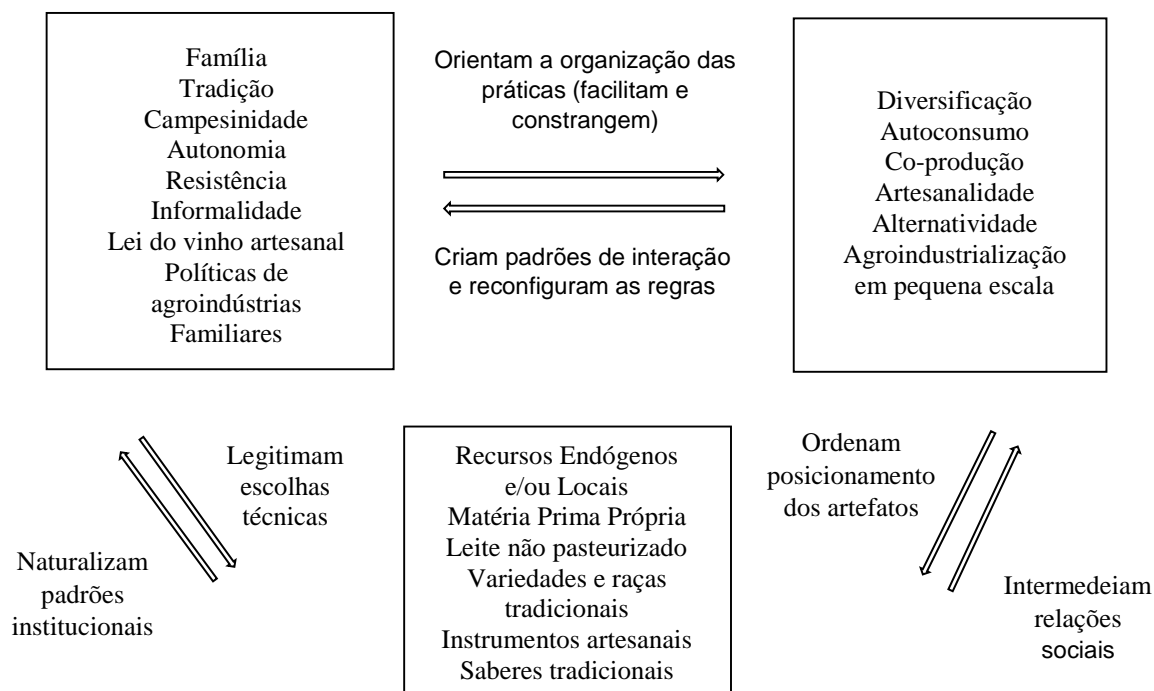 Família
Tradição
Campesinidade
Autonomia
Resistência
Informalidade
Lei do vinho artesanal
Políticas de
agroindústrias
Familiares
Orientam a organização das
práticas (facilitam e
constrangem)
Criam padrões de interação
e reconfiguram as regras
Diversificação
Autoconsumo
Co-produção
Artesanalidade
Alternatividade
Agroindustrialização
em pequena escala
Legitimam
escolhas
técnicas
Naturalizam
padrões
institucionais
Recursos Endógenos
e/ou Locais
Matéria Prima Própria
Leite não pasteurizado
Variedades e raças
tradicionais
Instrumentos artesanais
Saberes tradicionais
Ordenam
posicionamento
dos artefatos
Intermedeiam
relações
sociais